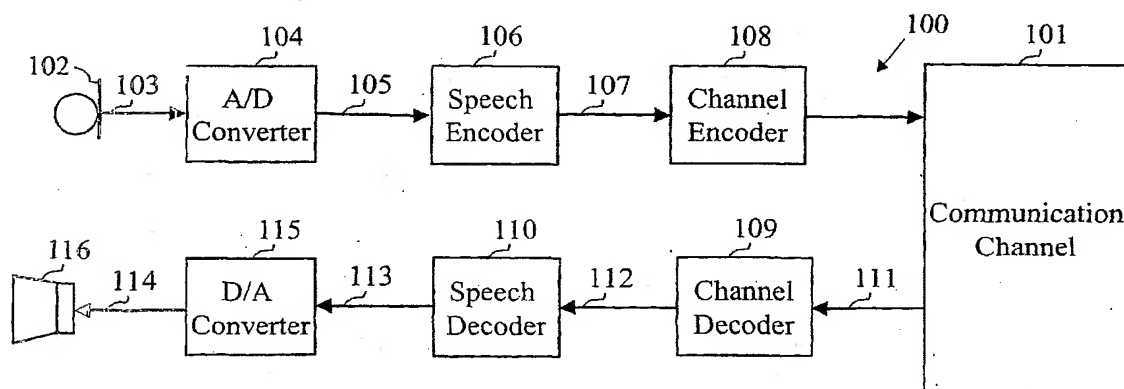 104
106
108
100
101
102
103
A/D
Converter
105
Speech
Encoder
107
Channel
Encoder
Communication
Channel
116
115
110
109
114
D/A
Converter
113
Speech
Decoder
112
Channel
Decoder
111